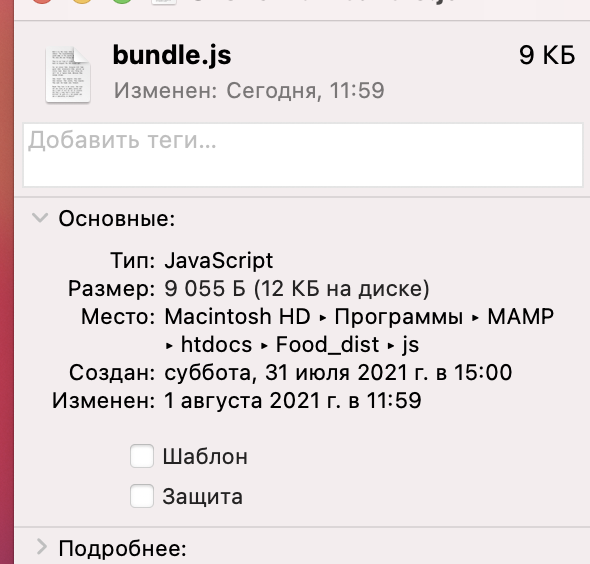 bundle.js 9 КБ
Изменен: Сегодня, 11:59
Добавить теги...
Основные:
Тип: JavaScript
Размер: 9 055 Б (12 КБ на диске)
Место: Macintosh HD ▸ Программы ▸ MAMP
▸ htdocs ▸ Food_dist ▸ js
Создан: суббота, 31 июля 2021 г. в 15:00
Изменен: 1 августа 2021 г. в 11:59
Шаблон
Защита
Подробнее: